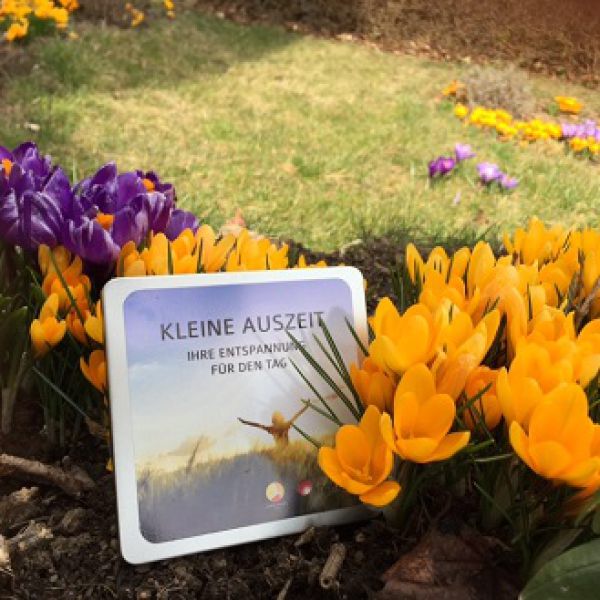 KLEINE AUSZEIT
IHRE ENTSPANNUNG
FÜR DEN TAG